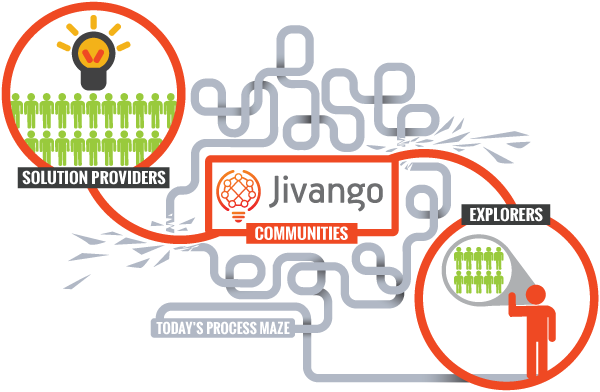 SOLUTION PROVIDERS
Jivango
COMMUNITIES
EXPLORERS
TODAY'S PROCESS MAZE